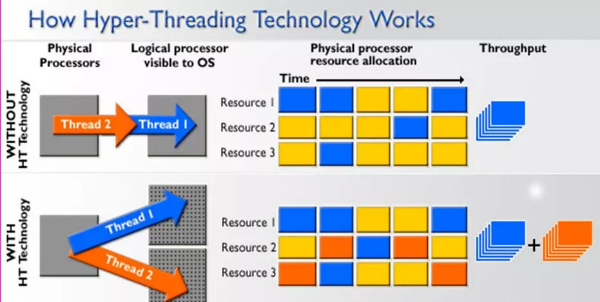 How Hyper-Threading Technology Works
Physical
Processors
Logical processor
visible to OS
Physical processor
resource allocation
Throughput
Time
WITHOUT
HT Technology
Thread 2
Thread 1
Resource 1
Resource 2
Resource 3
WITH
HT Technology
Thread 1
Thread 2
Resource 1
Resource 2
Resource 3
+